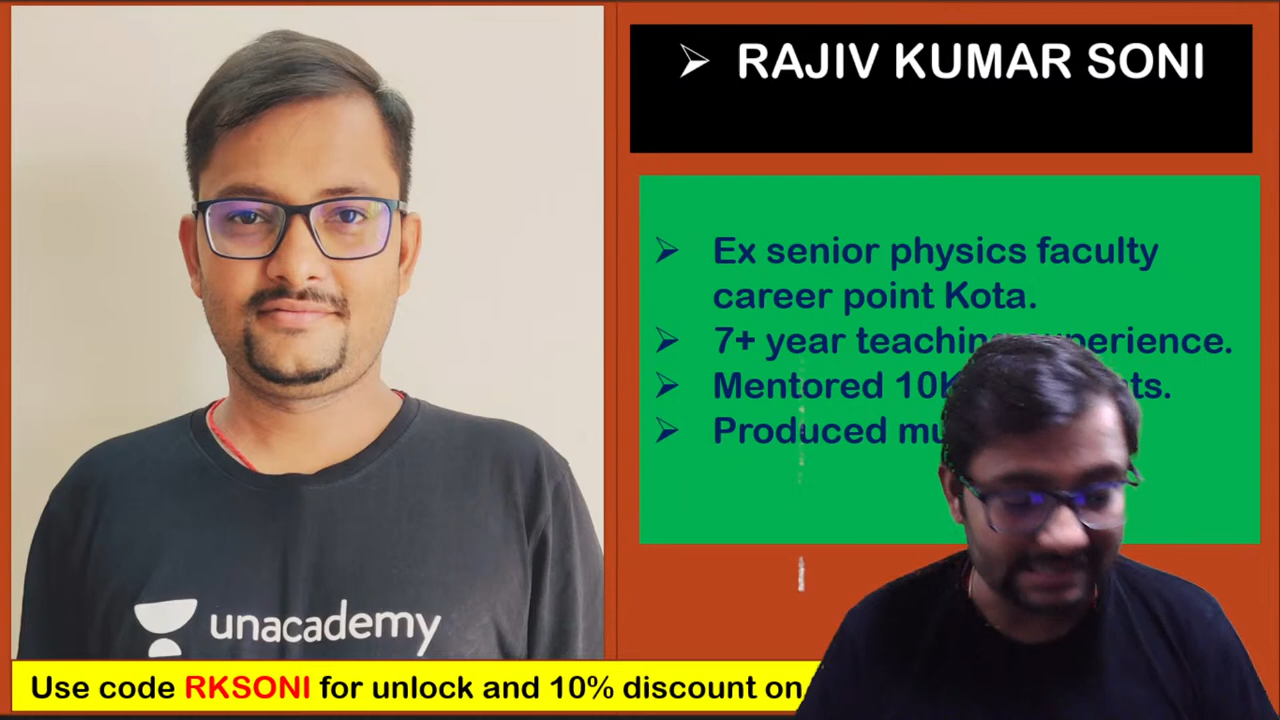 RAJIV KUMAR SONI
Ex senior physics faculty
career point Kota.
7+ year teaching experience.
Mentored 10K
Produced
unacademy
Use code RKSONI for unlock and 10% discount on